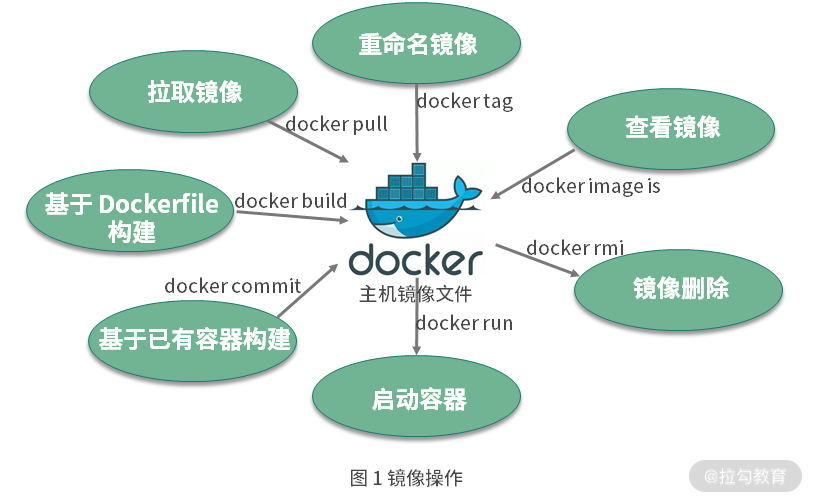 重命名镜像
拉取镜像
docker tag
docker pull
查看镜像
docker image is
基于 Dockerfile
构建
docker build
docker
docker rmi
镜像删除
docker commit
主机镜像文件
基于已有容器构建
docker run
启动容器
图 1 镜像操作
@拉勾教育